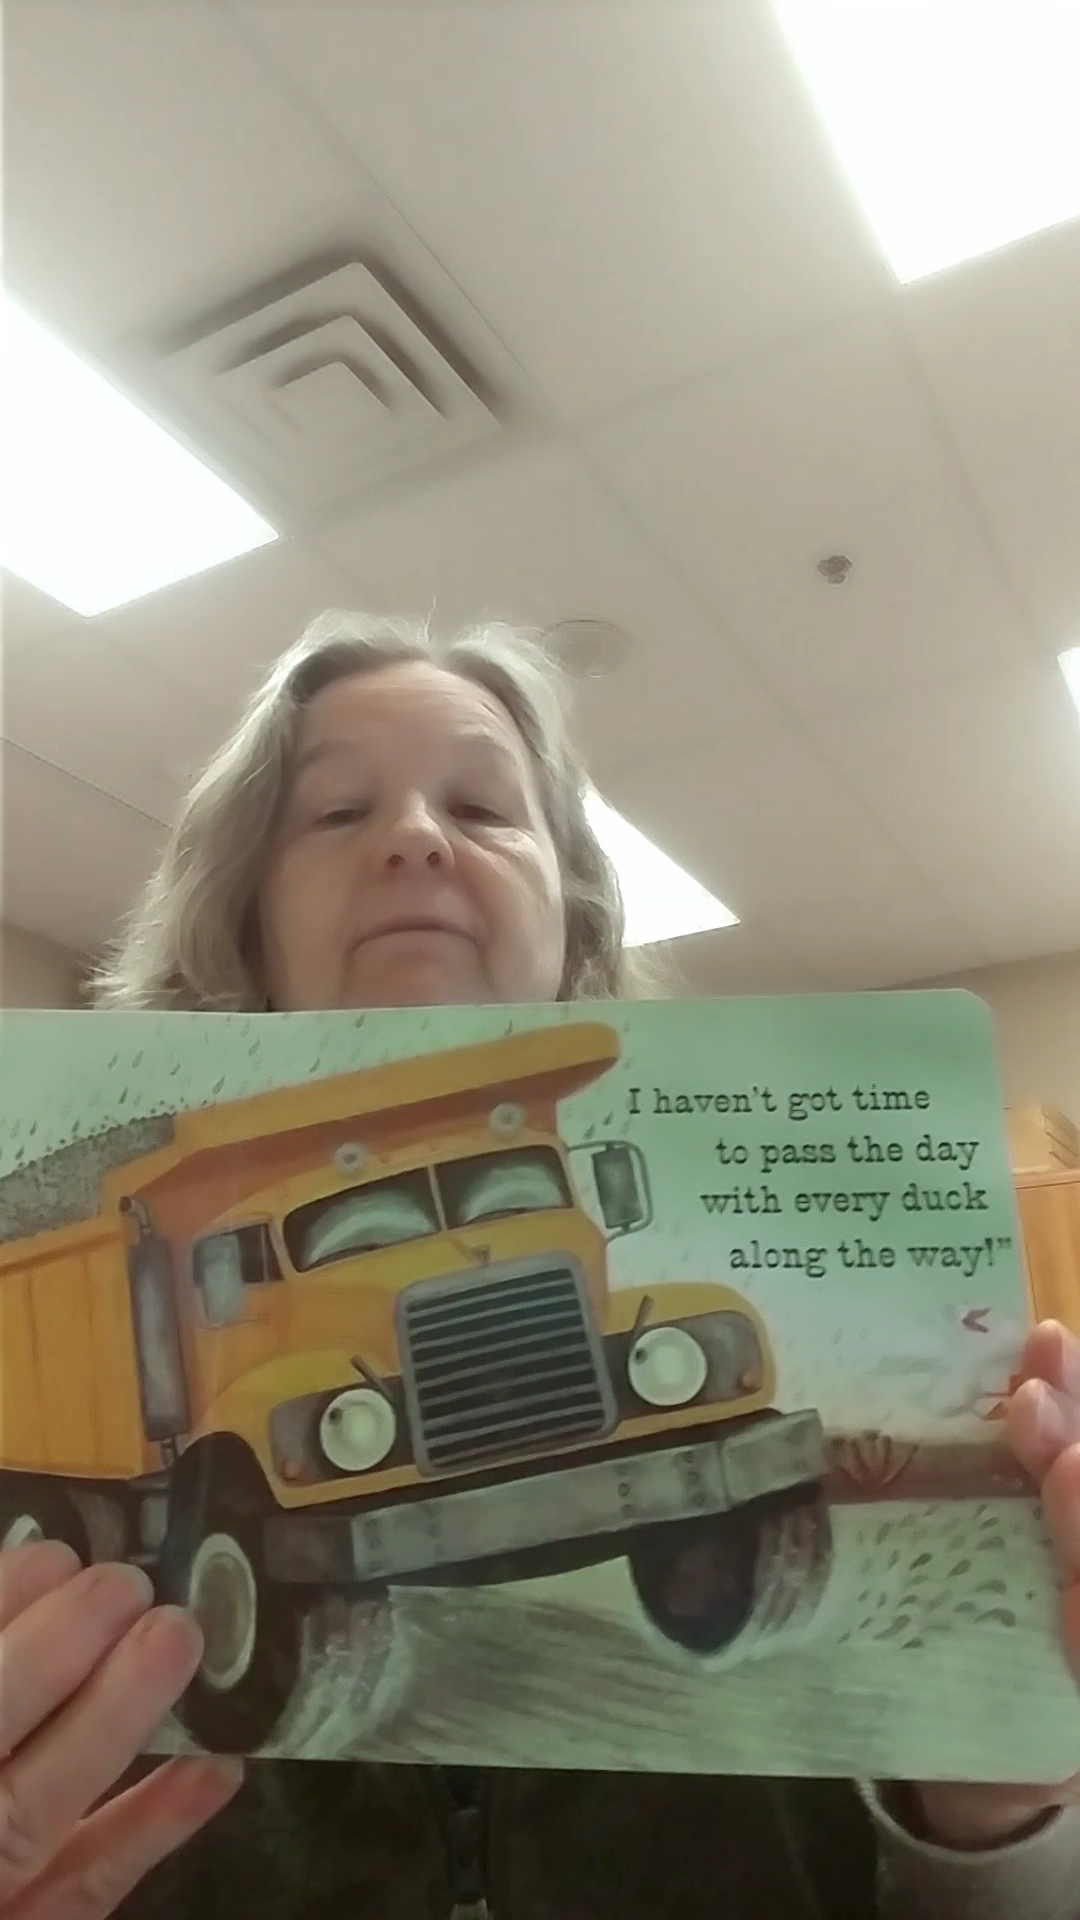 I haven't got time
to pass the day
with every duck
along the way!”